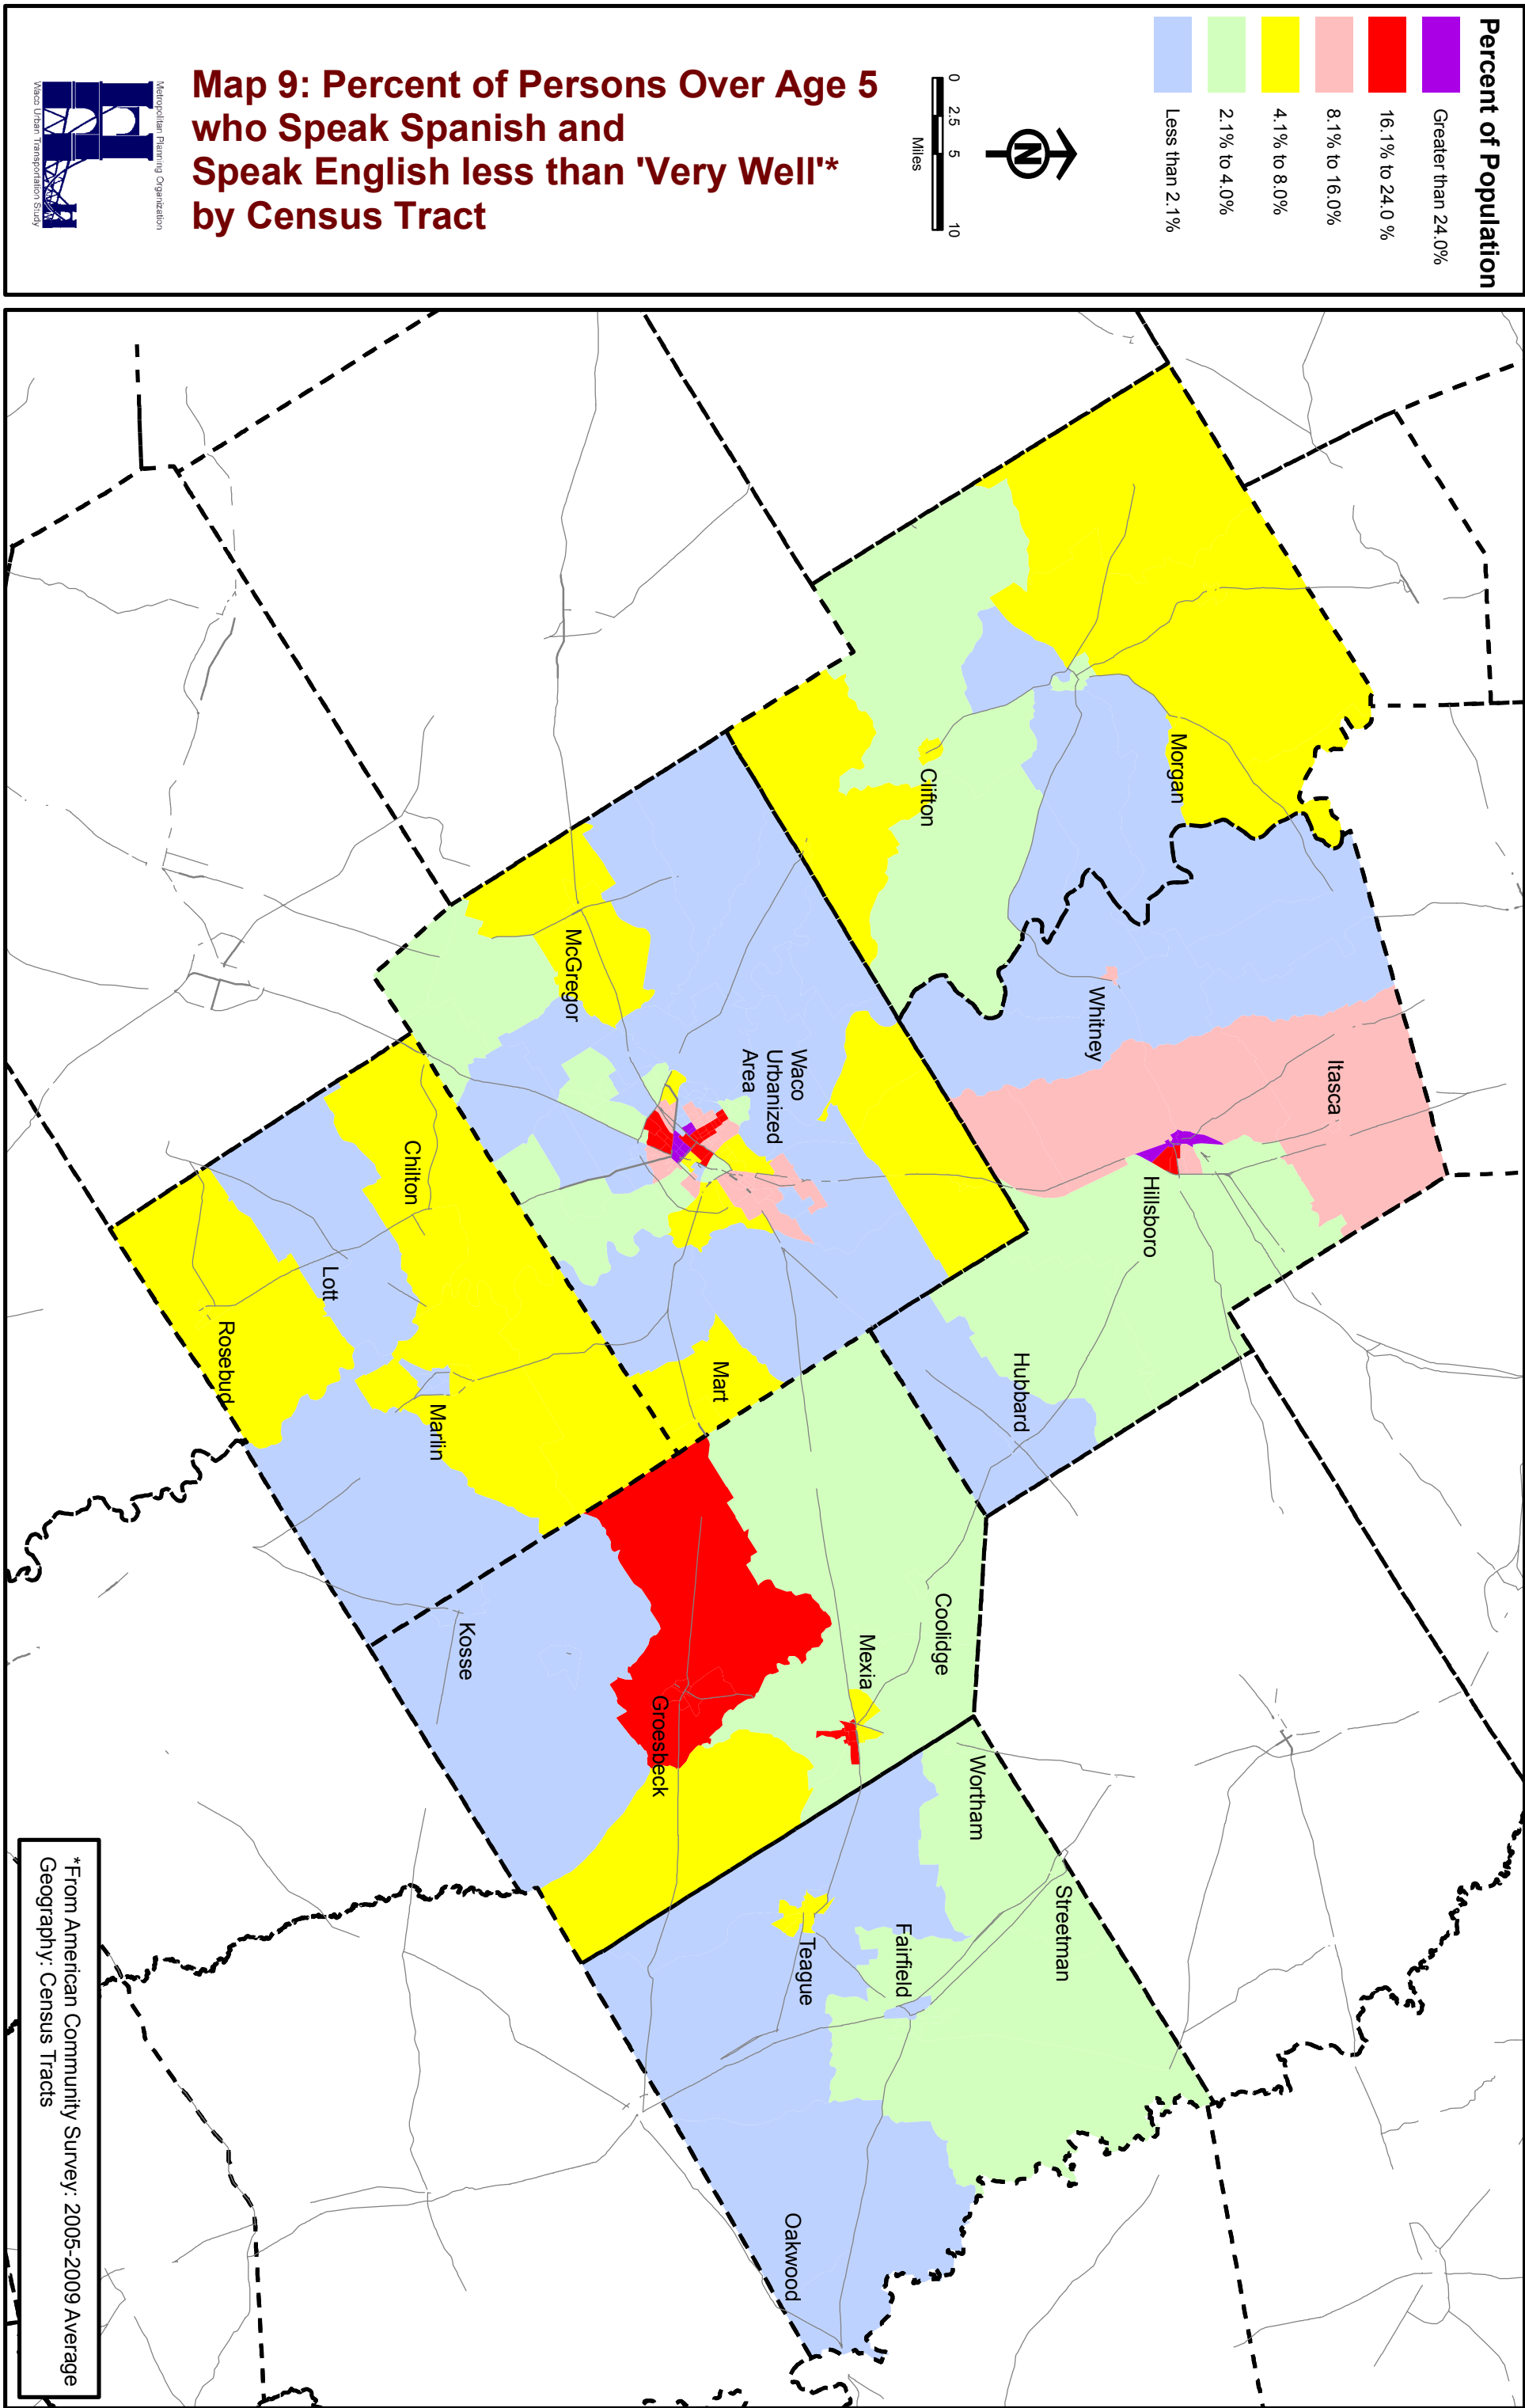 Percent of Population
Greater than 24.0%
16.1% to 24.0 %
8.1% to 16.0%
4.1% to 8.0%
2.1% to 4.0%
Less than 2.1%
N
0 2.5 5 10
Miles
Map 9: Percent of Persons Over Age 5
who Speak Spanish and
Speak English less than 'Very Well'*
by Census Tract
Metropolitan Planning Organization
Waco Urban Transportation Study
Itasca
Morgan
Whitney
Hillsboro
Clifton
Hubbard
Waco
Urbanized
Area
McGregor
Mart
Chilton
Lott
Rosebud
Marlin
Coolidge
Mexia
Groesbeck
Kosse
Wortham
Streetman
Fairfield
Teague
Oakwood
*From American Community Survey: 2005-2009 Average
Geography: Census Tracts